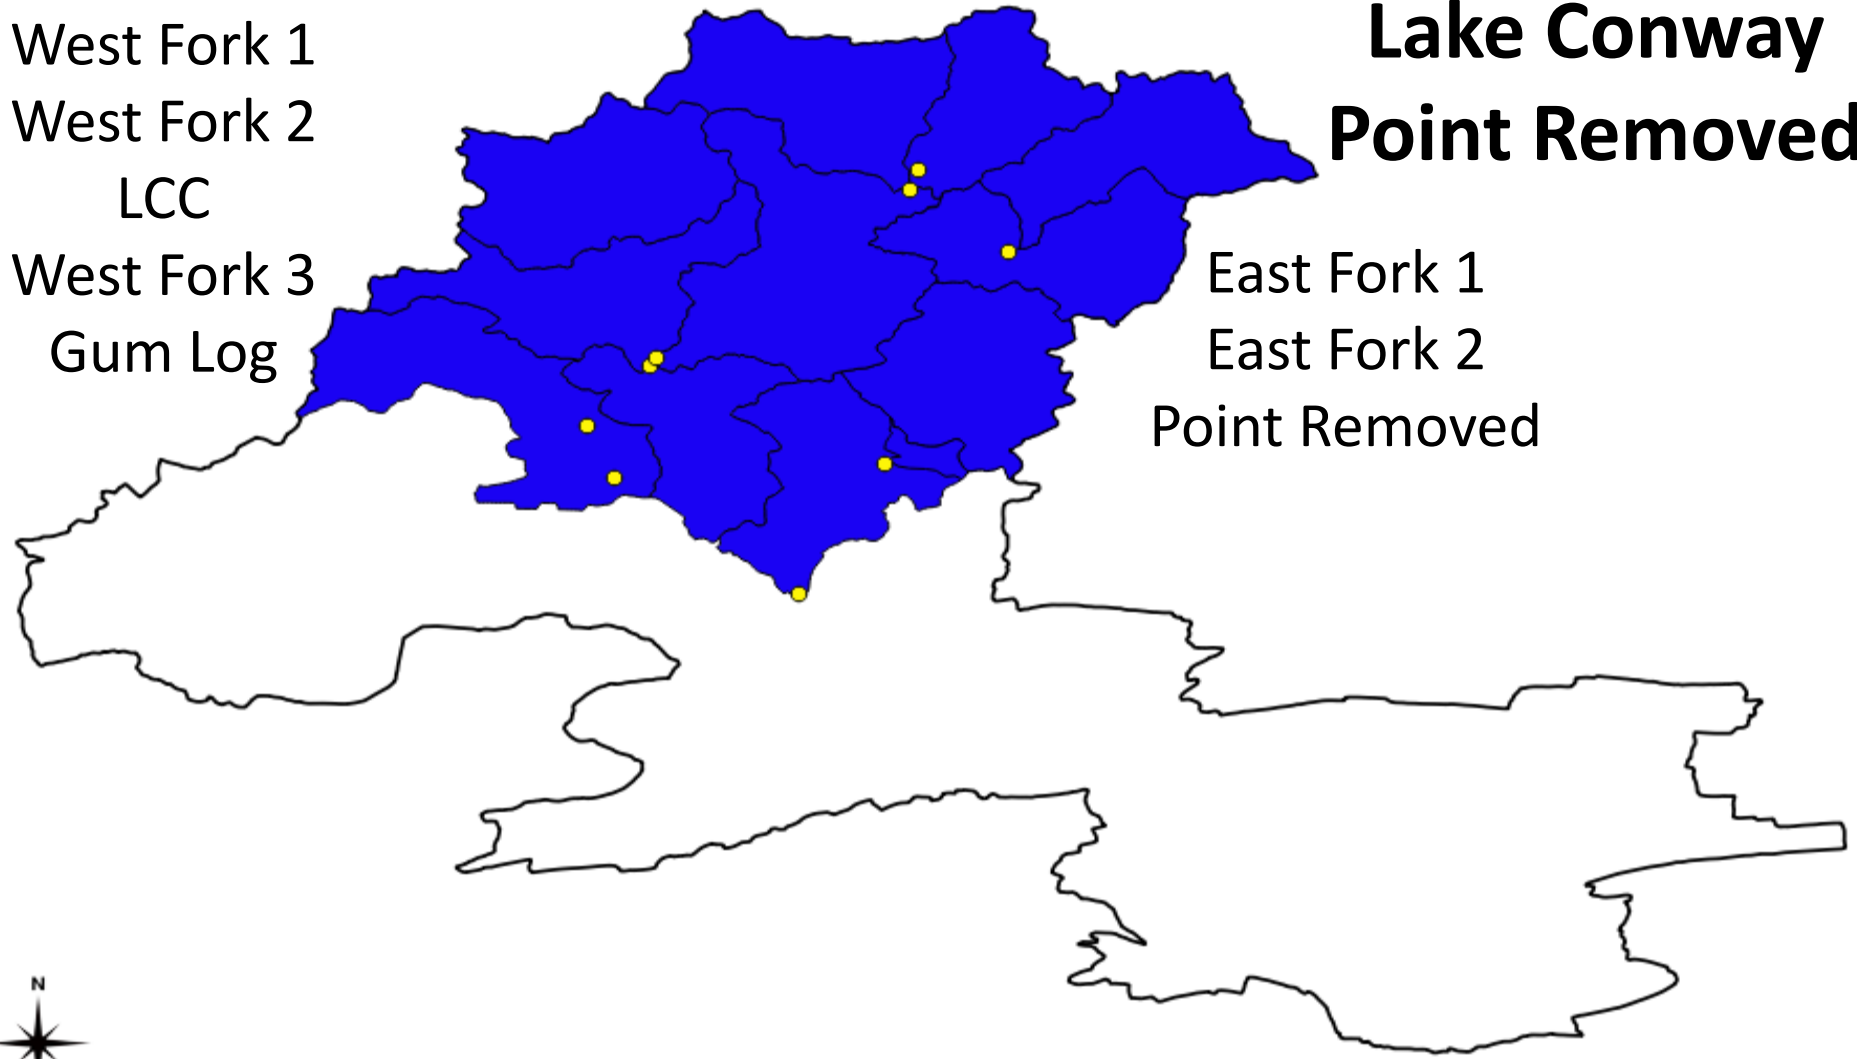 Lake Conway
Point Removed
West Fork 1
West Fork 2
LCC
West Fork 3
Gum Log
East Fork 1
East Fork 2
Point Removed
N